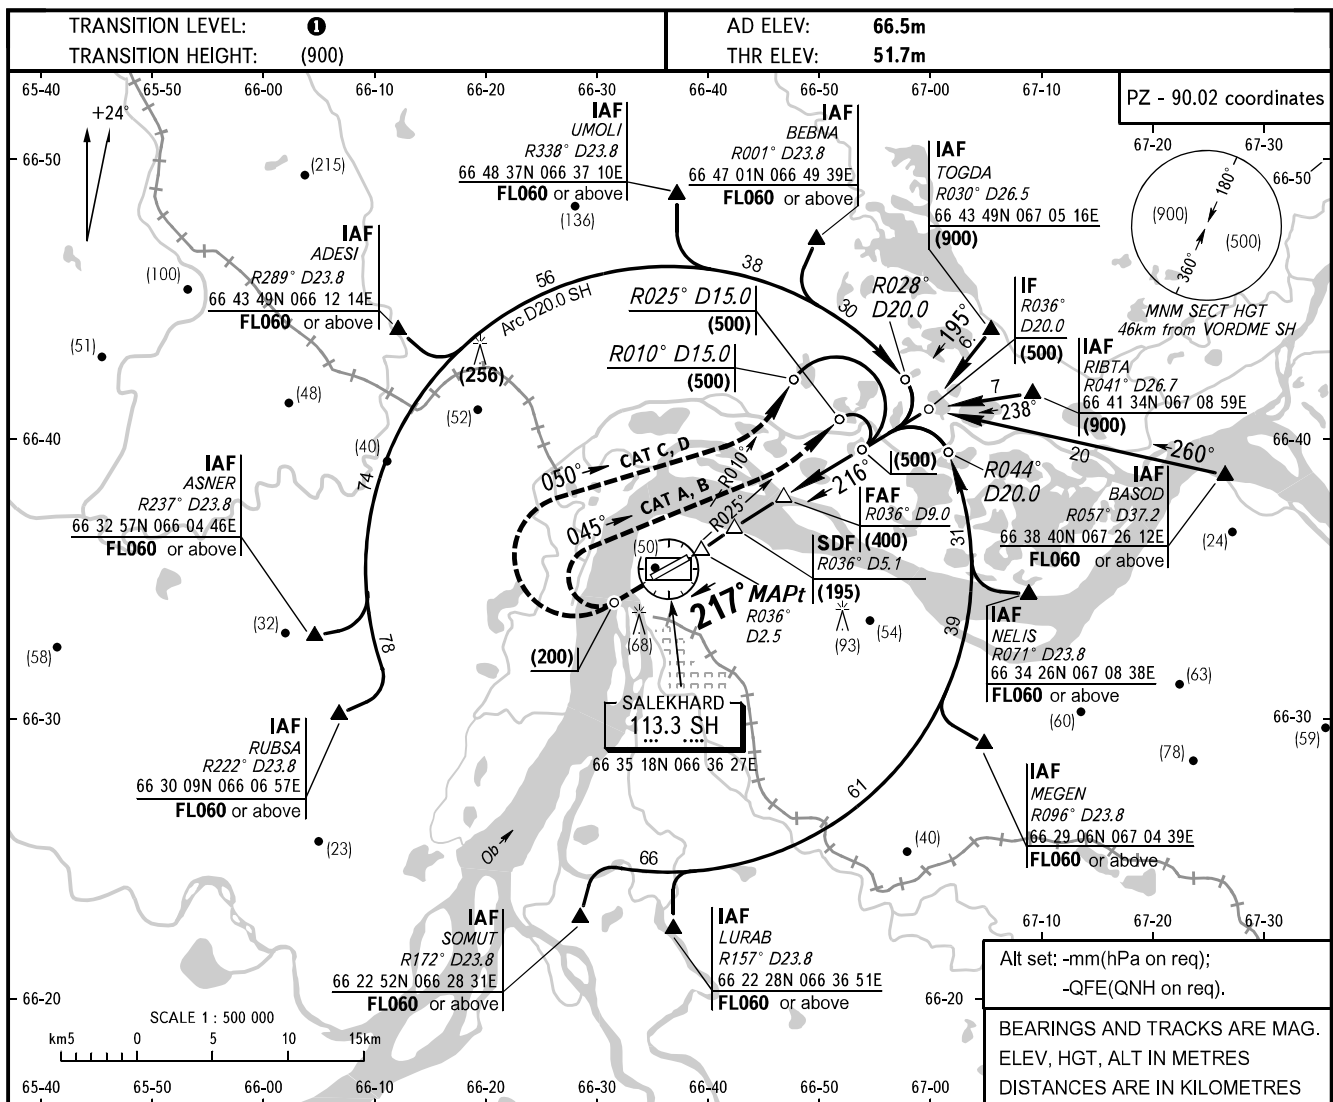 TRANSITION LEVEL: ❶
TRANSITION HEIGHT: (900)
AD ELEV: 66.5m
THR ELEV: 51.7m
65-40 65-50 66-00 66-10 66-20 66-30 66-40 66-50 67-00 67-10
PZ - 90.02 coordinates
+24°
67-20 67-30
66-50
66-50
(900)
(500)
180°
360°
MNM SECT HGT
46km from VORDME SH
IAF
UMOLI
R338° D23.8
66 48 37N 066 37 10E
FL060 or above
IAF
BEBNA
R001° D23.8
66 47 01N 066 49 39E
FL060 or above
IAF
TOGDA
R030° D26.5
66 43 49N 067 05 16E
(900)
(215)
(136)
IAF
ADESI
R289° D23.8
66 43 49N 066 12 14E
FL060 or above
(100)
(51)
56
38
30
Arc D20.0 SH
R025° D15.0
(500)
R028°
D20.0
195°
6.
IF
R036°
D20.0
(500)
R010° D15.0
(500)
IAF
RIBTA
R041° D26.7
66 41 34N 067 08 59E
(900)
7
238°
(256)
(48)
(52)
(40)
66-40
66-40
260°
20
74
050°
CAT C, D
R010°
(500)
R044°
D20.0
216°
045°
CAT A, B
R025°
FAF
R036° D9.0
(400)
IAF
BASOD
R057° D37.2
66 38 40N 067 26 12E
FL060 or above
(24)
IAF
ASNER
R237° D23.8
66 32 57N 066 04 46E
FL060 or above
SDF
R036° D5.1
(195)
31
(50)
217°
MAPt
R036°
D2.5
(93)
(54)
(68)
(200)
(32)
(58)
78
39
IAF
NELIS
R071° D23.8
66 34 26N 067 08 38E
FL060 or above
(63)
(60)
(78)
(59)
66-30
66-30
SALEKHARD
113.3 SH
66 35 18N 066 36 27E
IAF
RUBSA
R222° D23.8
66 30 09N 066 06 57E
FL060 or above
IAF
MEGEN
R096° D23.8
66 29 06N 067 04 39E
FL060 or above
61
(40)
(23)
Ob
66
IAF
SOMUT
R172° D23.8
66 22 52N 066 28 31E
FL060 or above
IAF
LURAB
R157° D23.8
66 22 28N 066 36 51E
FL060 or above
67-10 67-20 67-30
66-20
66-20
Alt set: -mm(hPa on req);
-QFE(QNH on req).
SCALE 1 : 500 000
km5 0 5 10 15km
BEARINGS AND TRACKS ARE MAG.
ELEV, HGT, ALT IN METRES
DISTANCES ARE IN KILOMETRES
65-40 65-50 66-00 66-10 66-20 66-30 66-40 66-50 67-00